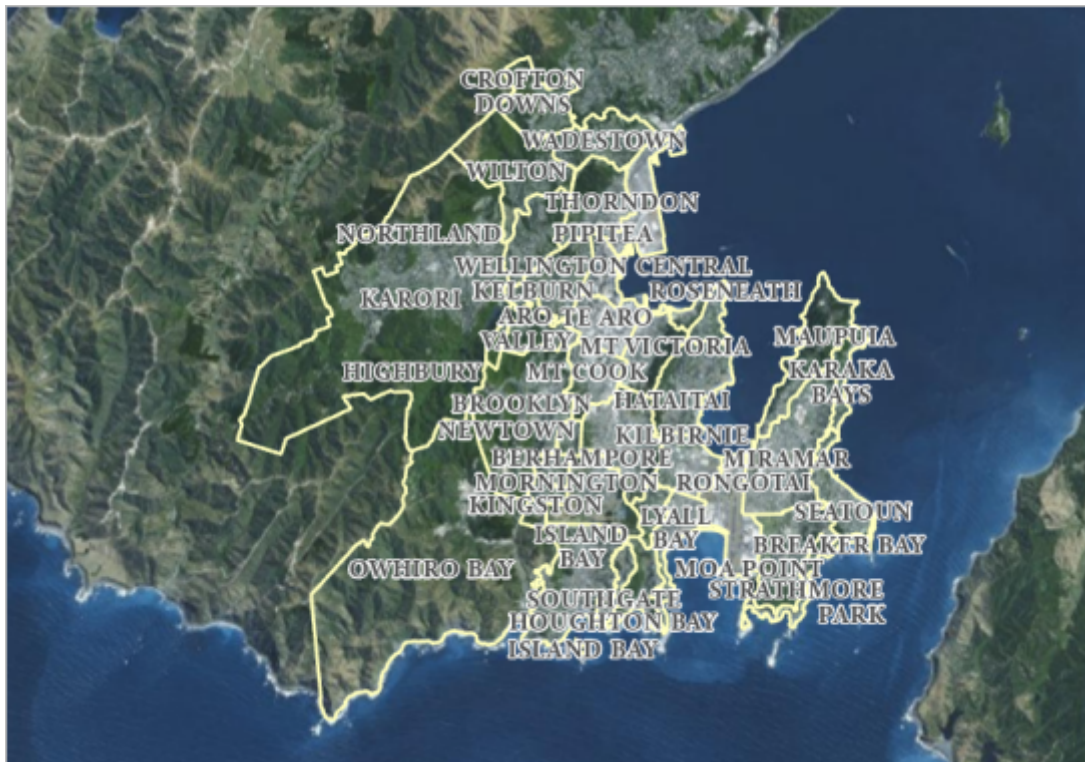 CROFTON
DOWNS
WADESTOWN
WILTON
THORNDON
NORTHLAND
PIPITEA
WELLINGTON CENTRAL
KARORI
KELBURN
ROSENEATH
ARO
VALLEY
TE ARO
MT VICTORIA
MAUPUIA
HIGHBURY
MT COOK
KARAKA
BAYS
BROOKLYN
HATAITAI
NEWTOWN
KILBIRNIE
BERHAMPORE
MIRAMAR
MORNINGTON
RONGOTAI
KINGSTON
LYALL
BAY
SEATOUN
ISLAND
BAY
BREAKER BAY
OWHIRO BAY
MOA POINT
STRATHMORE
PARK
SOUTHGATE
HOUGHTON BAY
ISLAND BAY